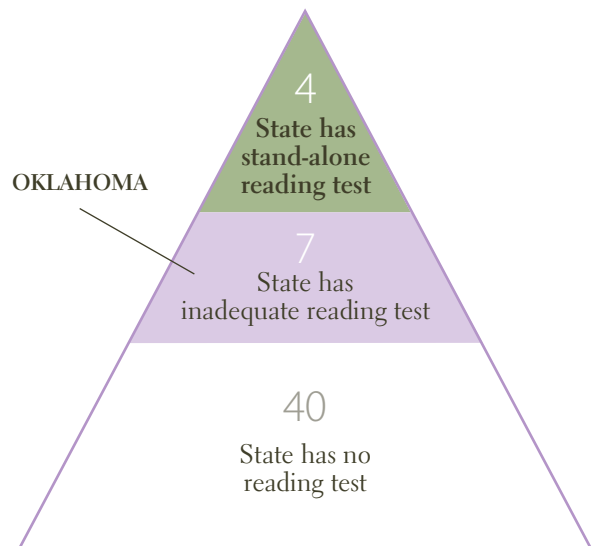 4
State has
stand-alone
reading test
OKLAHOMA
7
State has
inadequate reading test
40
State has no
reading test